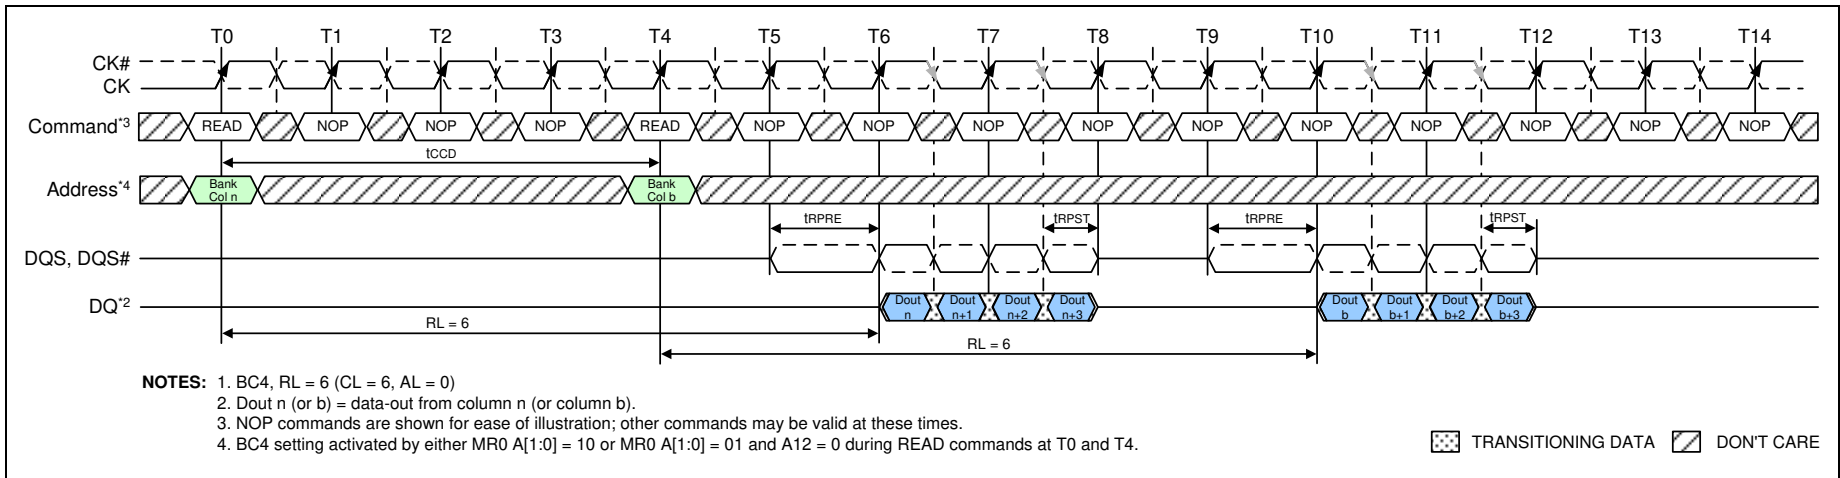 T0 T1 T2 T3 T4 T5 T6 T7 T8 T9 T10 T11 T12 T13 T14
CK#
CK
Command*3 READ NOP NOP NOP READ NOP NOP NOP NOP NOP NOP NOP NOP NOP NOP
tCCD
Address*4 Bank Col n Bank Col b
tRPRE tRPST tRPRE tRPST
DQS, DQS#
DQ*2 Dout n Dout n+1 Dout n+2 Dout n+3 Dout b Dout b+1 Dout b+2 Dout b+3
RL = 6
RL = 6
NOTES: 1. BC4, RL = 6 (CL = 6, AL = 0)
2. Dout n (or b) = data-out from column n (or column b).
3. NOP commands are shown for ease of illustration; other commands may be valid at these times.
4. BC4 setting activated by either MR0 A[1:0] = 10 or MR0 A[1:0] = 01 and A12 = 0 during READ commands at T0 and T4.
TRANSITIONING DATA DON'T CARE